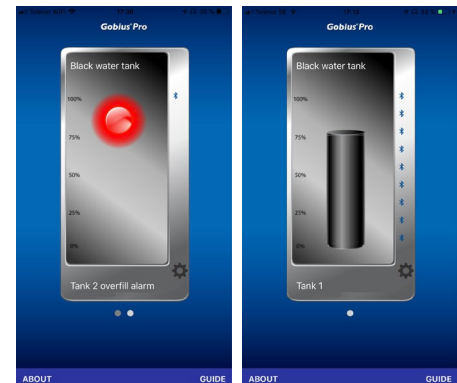 Gobius Pro
Black water tank
100%
75%
50%
25%
0%
Tank 2 overfill alarm
ABOUT GUIDE
Gobius Pro
Black water tank
100%
75%
50%
25%
0%
Tank 1
ABOUT GUIDE